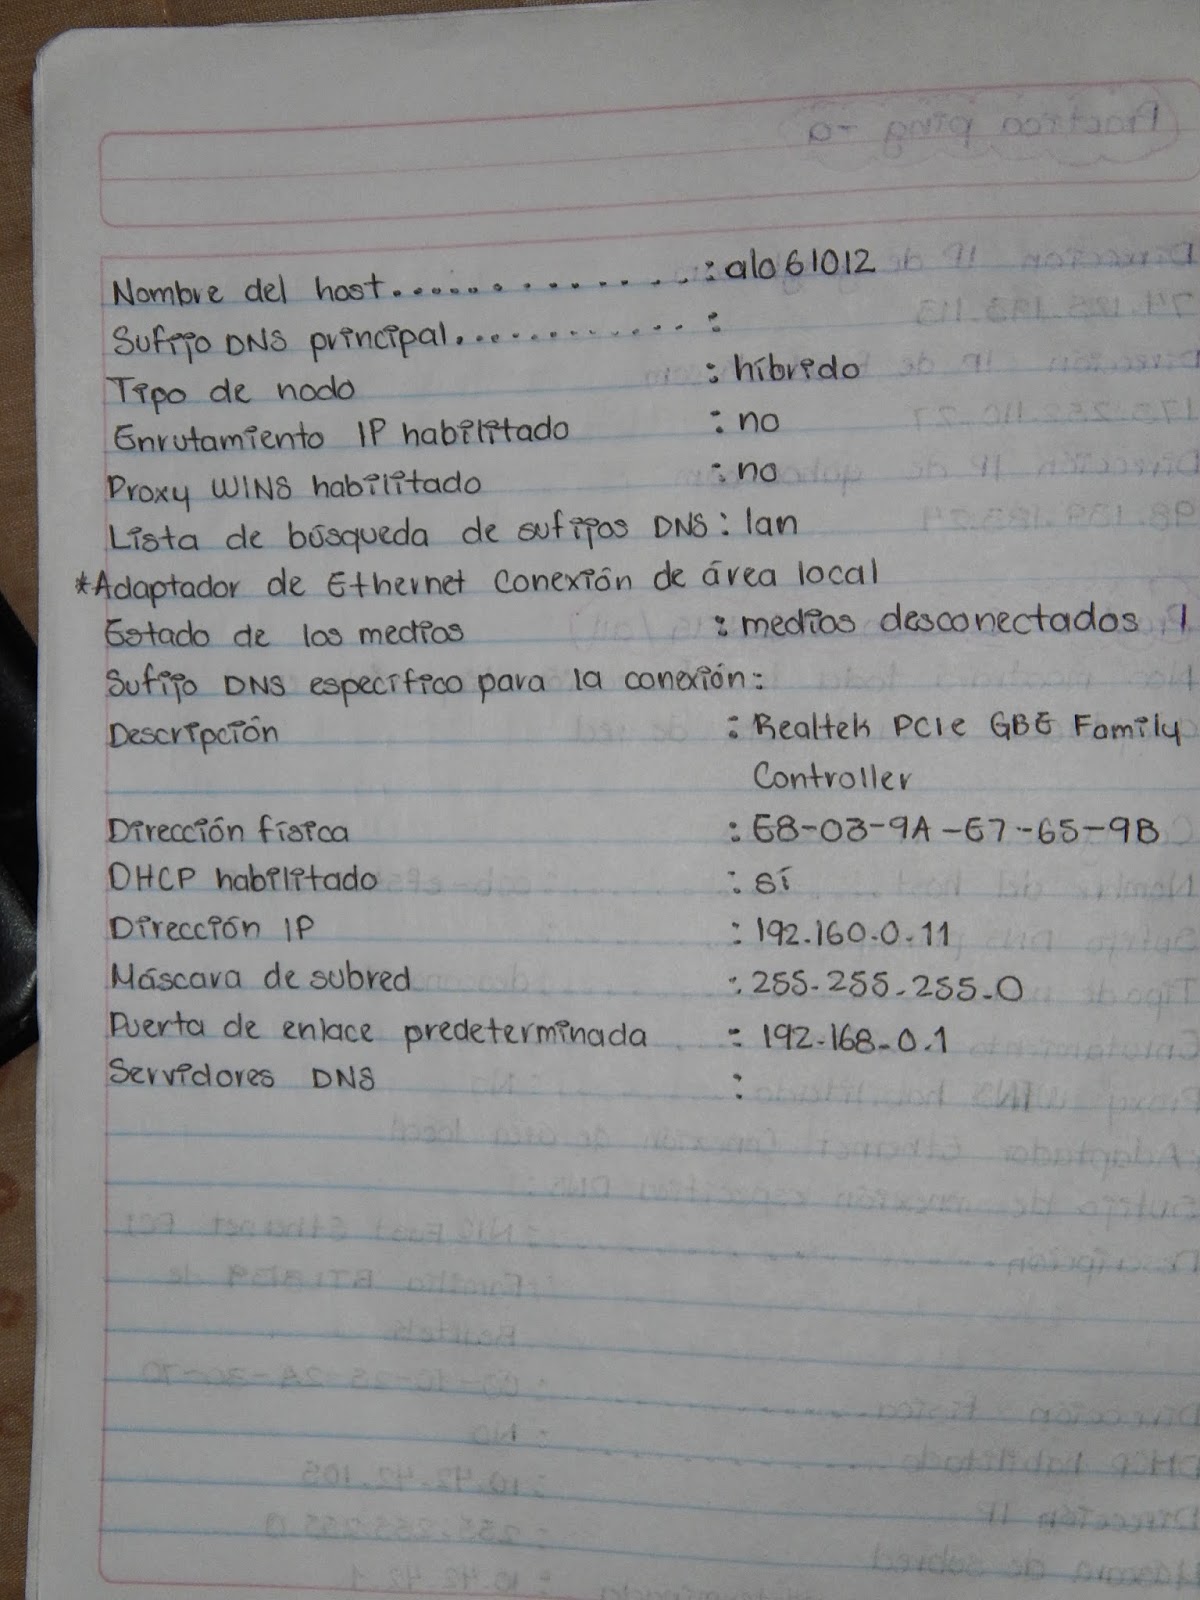 Nombre del host..................: alo61012
Sufijo DNS principal.............:
Tipo de nodo : híbrido
Enrutamiento IP habilitado : no
Proxy WINS habilitado : no
Lista de búsqueda de sufijos DNS: lan
*Adaptador de Ethernet Conexión de área local
Estado de los medios : medios desconectados
Sufijo DNS específico para la conexión:
Descripción : Realtek PCIe GBE Family
Controller
Dirección física : E8-03-9A-E7-65-9B
DHCP habilitado : sí
Dirección IP : 192.160.0.11
Máscara de subred : 255.255.255.0
Puerta de enlace predeterminada : 192.168.0.1
Servidores DNS :